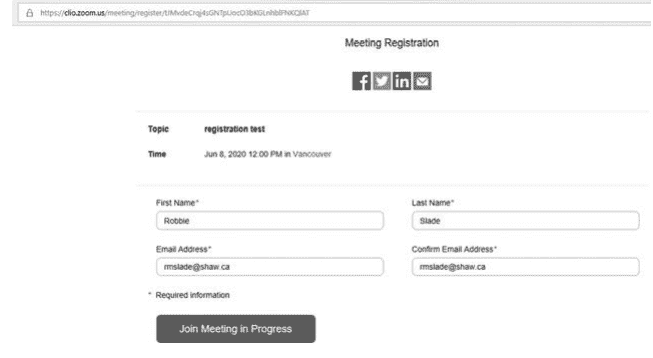 https://clio.zoom.us/meeting/register/
Meeting Registration
Topic registration test
Time Jun 8, 2020 12:00 PM in Vancouver
First Name* Last Name*
Robbie Slade
Email Address* Confirm Email Address*
rmslade@shaw.ca rmslade@shaw.ca
* Required information
Join Meeting in Progress